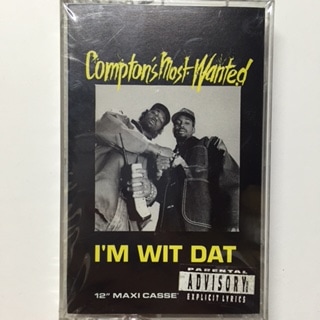 Compton's Most Wanted
I'M WIT DAT
PARENTAL
ADVISORY
EXPLICIT LYRICS
12" MAXI CASSE